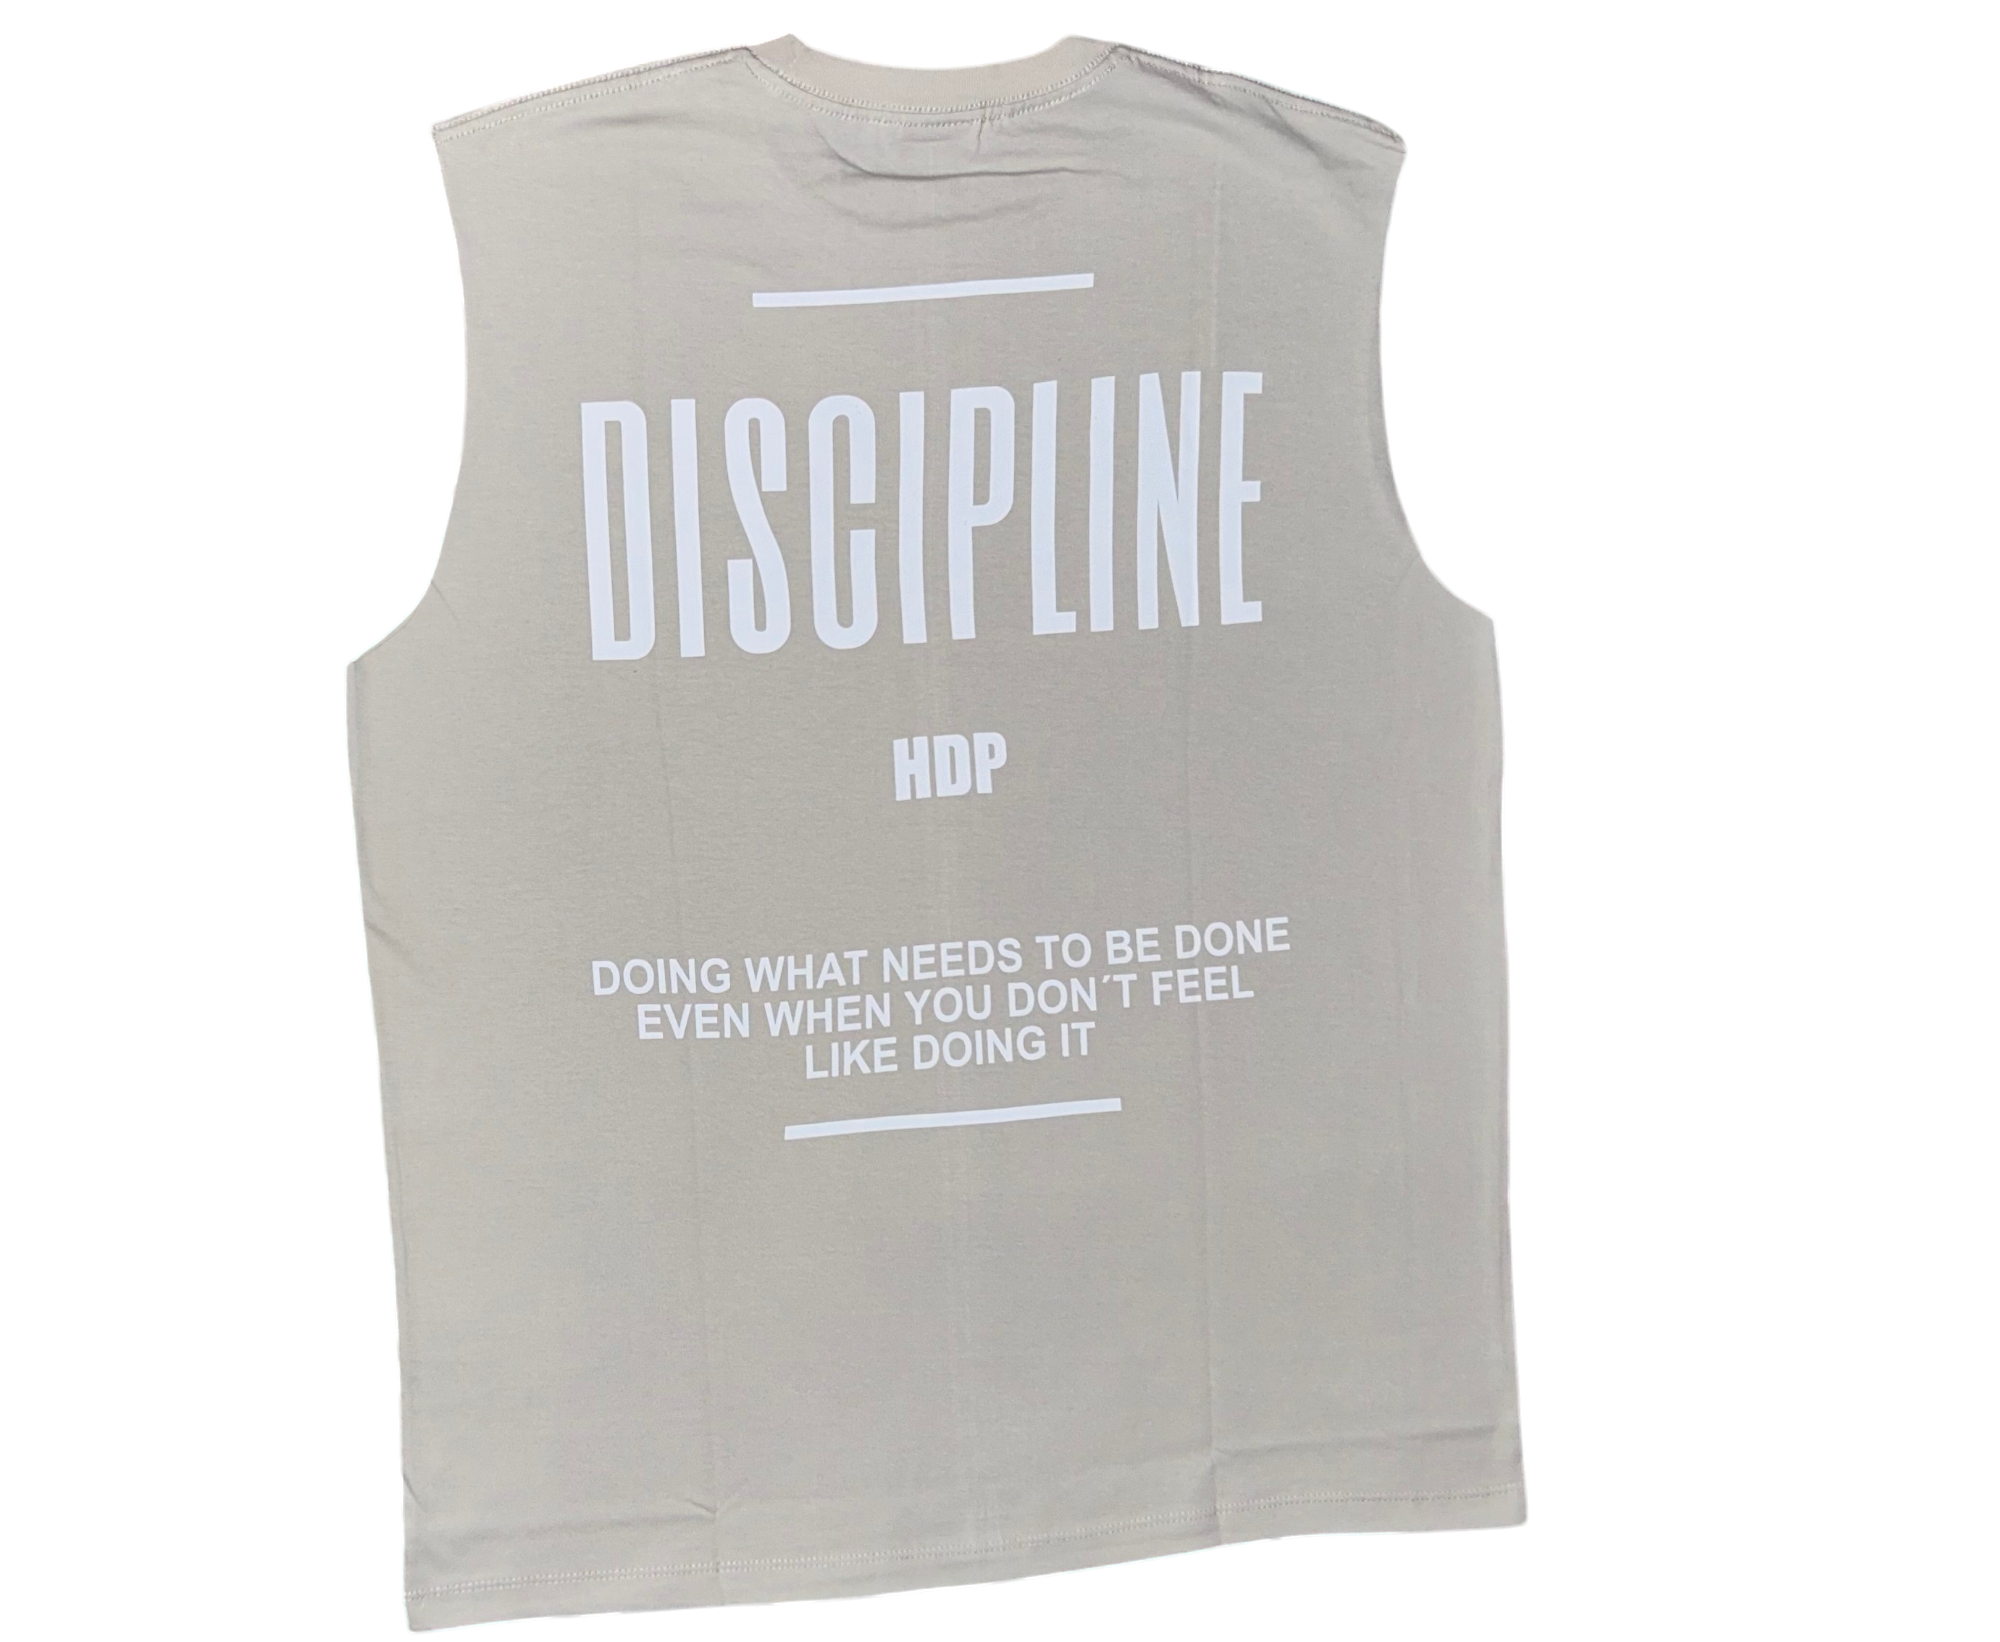 DISCIPLINE
HDP
DOING WHAT NEEDS TO BE DONE
EVEN WHEN YOU DON´T FEEL
LIKE DOING IT